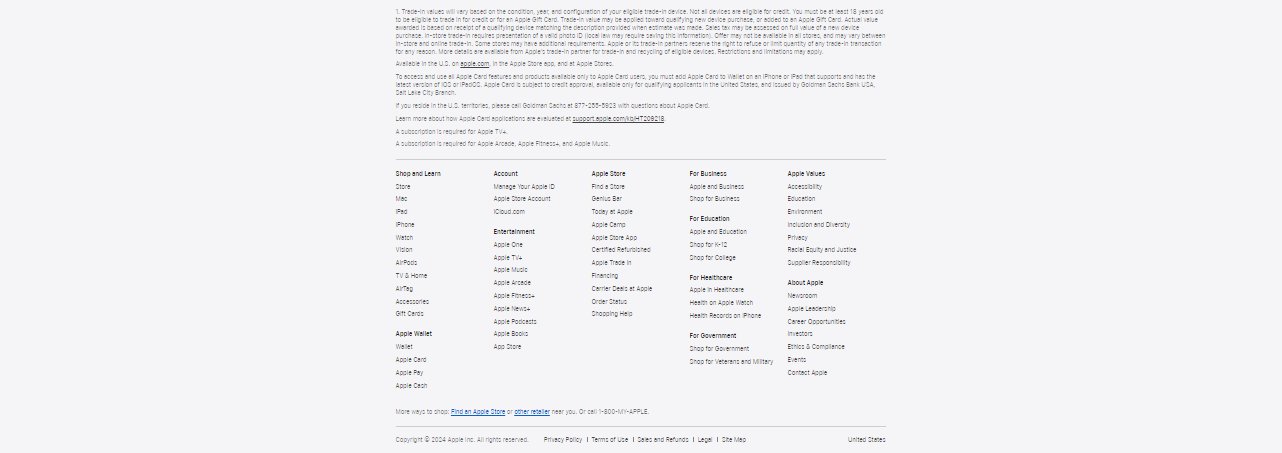 1. Trade-in values will vary based on the condition, year, and configuration of your eligible trade-in device. Not all devices are eligible for credit. You must be at least 18 years old
to be eligible to trade in for credit or for an Apple Gift Card. Trade-in value may be applied toward qualifying new device purchase, or added to an Apple Gift Card. Actual value
awarded is based on receipt of a qualifying device matching the description provided when estimate was made. Sales tax may be assessed on full value of a new device
purchase. In-store trade-in requires presentation of a valid photo ID (local law may require saving this information). Offer may not be available in all stores, and may vary between
in-store and online trade-in. Some stores may have additional requirements. Apple or its trade-in partners reserve the right to refuse or limit quantity of any trade-in transaction
for any reason. More details are available from Apple's trade-in partner for trade-in and recycling of eligible devices. Restrictions and limitations may apply.
Available in the U.S. on apple.com, in the Apple Store app, and at Apple Stores.
To access and use all Apple Card features and products available only to Apple Card users, you must add Apple Card to Wallet on an iPhone or iPad that supports and has the
latest version of iOS or iPadOS. Apple Card is subject to credit approval, available only for qualifying applicants in the United States, and issued by Goldman Sachs Bank USA,
Salt Lake City Branch.
If you reside in the U.S. territories, please call Goldman Sachs at 877-255-5923 with questions about Apple Card.
Learn more about how Apple Card applications are evaluated at support.apple.com/kb/HT209218.
A subscription is required for Apple TV+.
A subscription is required for Apple Arcade, Apple Fitness+, and Apple Music.
Shop and Learn
Store
Mac
iPad
iPhone
Watch
Vision
AirPods
TV & Home
AirTag
Accessories
Gift Cards
Apple Wallet
Wallet
Apple Card
Apple Pay
Apple Cash
Account
Manage Your Apple ID
Apple Store Account
iCloud.com
Entertainment
Apple One
Apple TV+
Apple Music
Apple Arcade
Apple Fitness+
Apple News+
Apple Podcasts
Apple Books
App Store
Apple Store
Find a Store
Genius Bar
Today at Apple
Apple Camp
Apple Store App
Certified Refurbished
Apple Trade In
Financing
Carrier Deals at Apple
Order Status
Shopping Help
For Business
Apple and Business
Shop for Business
For Education
Apple and Education
Shop for K-12
Shop for College
For Healthcare
Apple in Healthcare
Health on Apple Watch
Health Records on iPhone
For Government
Shop for Government
Shop for Veterans and Military
Apple Values
Accessibility
Education
Environment
Inclusion and Diversity
Privacy
Racial Equity and Justice
Supplier Responsibility
About Apple
Newsroom
Apple Leadership
Career Opportunities
Investors
Ethics & Compliance
Events
Contact Apple
More ways to shop: Find an Apple Store or other retailer near you. Or call 1-800-MY-APPLE.
Copyright © 2024 Apple Inc. All rights reserved. Privacy Policy | Terms of Use | Sales and Refunds | Legal | Site Map United States